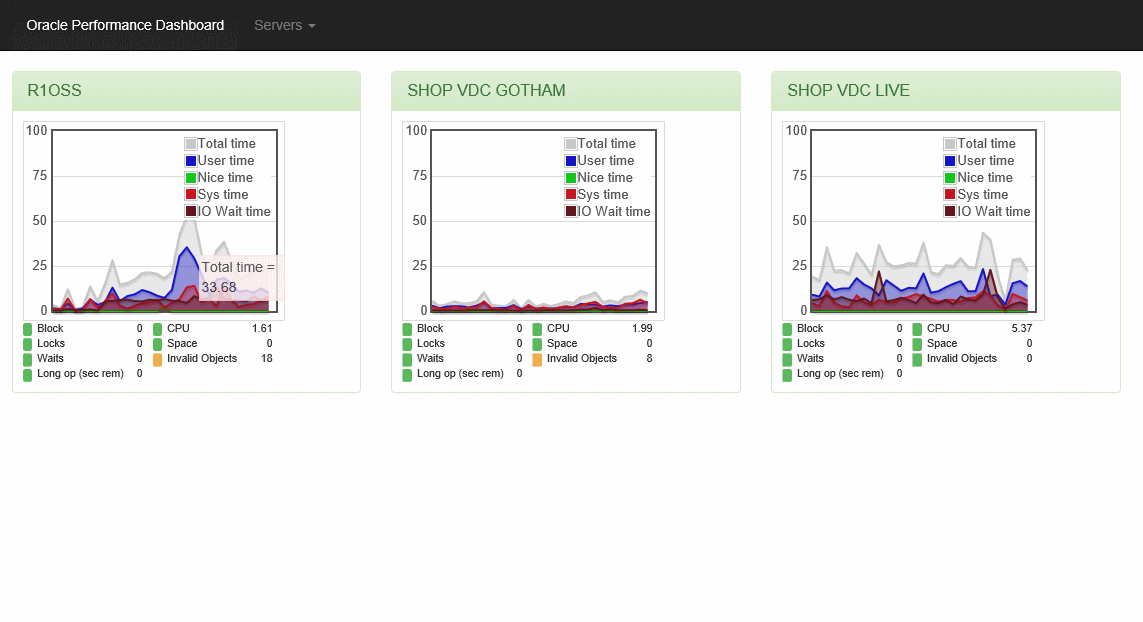 Oracle Performance Dashboard Servers
R1OSS
100
75
50
25
0
Total time
User time
Nice time
Sys time
IO Wait time
Total time =
33.68
Block 0 CPU 1.61
Locks 0 Space 0
Waits 0 Invalid Objects 18
Long op (sec rem) 0
SHOP VDC GOTHAM
100
75
50
25
0
Total time
User time
Nice time
Sys time
IO Wait time
Block 0 CPU 1.99
Locks 0 Space 0
Waits 0 Invalid Objects 8
Long op (sec rem) 0
SHOP VDC LIVE
100
75
50
25
0
Total time
User time
Nice time
Sys time
IO Wait time
Block 0 CPU 5.37
Locks 0 Space 0
Waits 0 Invalid Objects 0
Long op (sec rem) 0